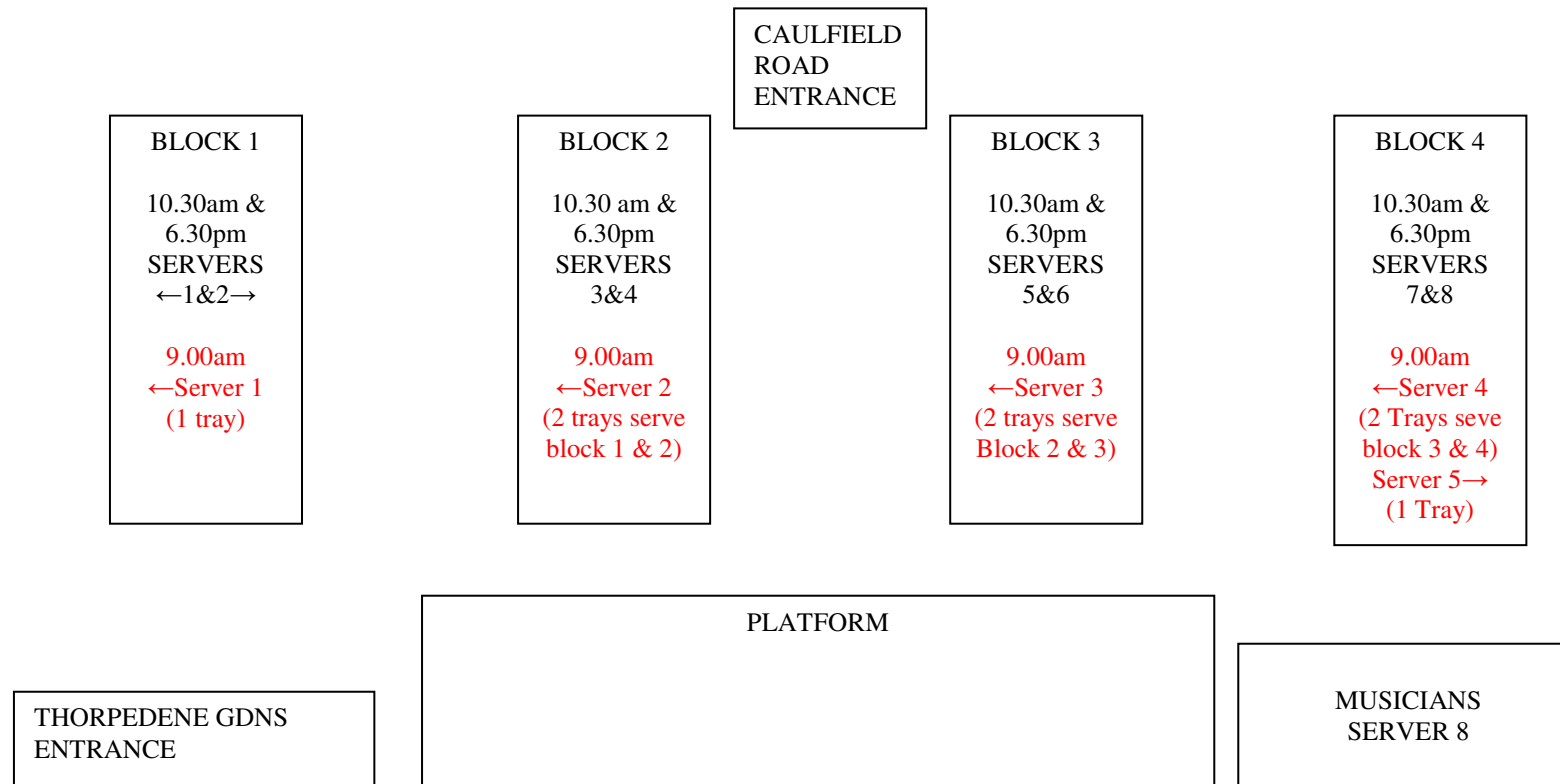 CAULFIELD
ROAD
ENTRANCE
BLOCK 1
10.30am &
6.30pm
SERVERS
←1&2→
9.00am
←Server 1
(1 tray)
BLOCK 2
10.30 am &
6.30pm
SERVERS
3&4
9.00am
←Server 2
(2 trays serve
block 1 & 2)
BLOCK 3
10.30am &
6.30pm
SERVERS
5&6
9.00am
←Server 3
(2 trays serve
Block 2 & 3)
BLOCK 4
10.30am &
6.30pm
SERVERS
7&8
9.00am
←Server 4
(2 Trays seve
block 3 & 4)
Server 5→
(1 Tray)
PLATFORM
THORPEDENE GDNS
ENTRANCE
MUSICIANS
SERVER 8